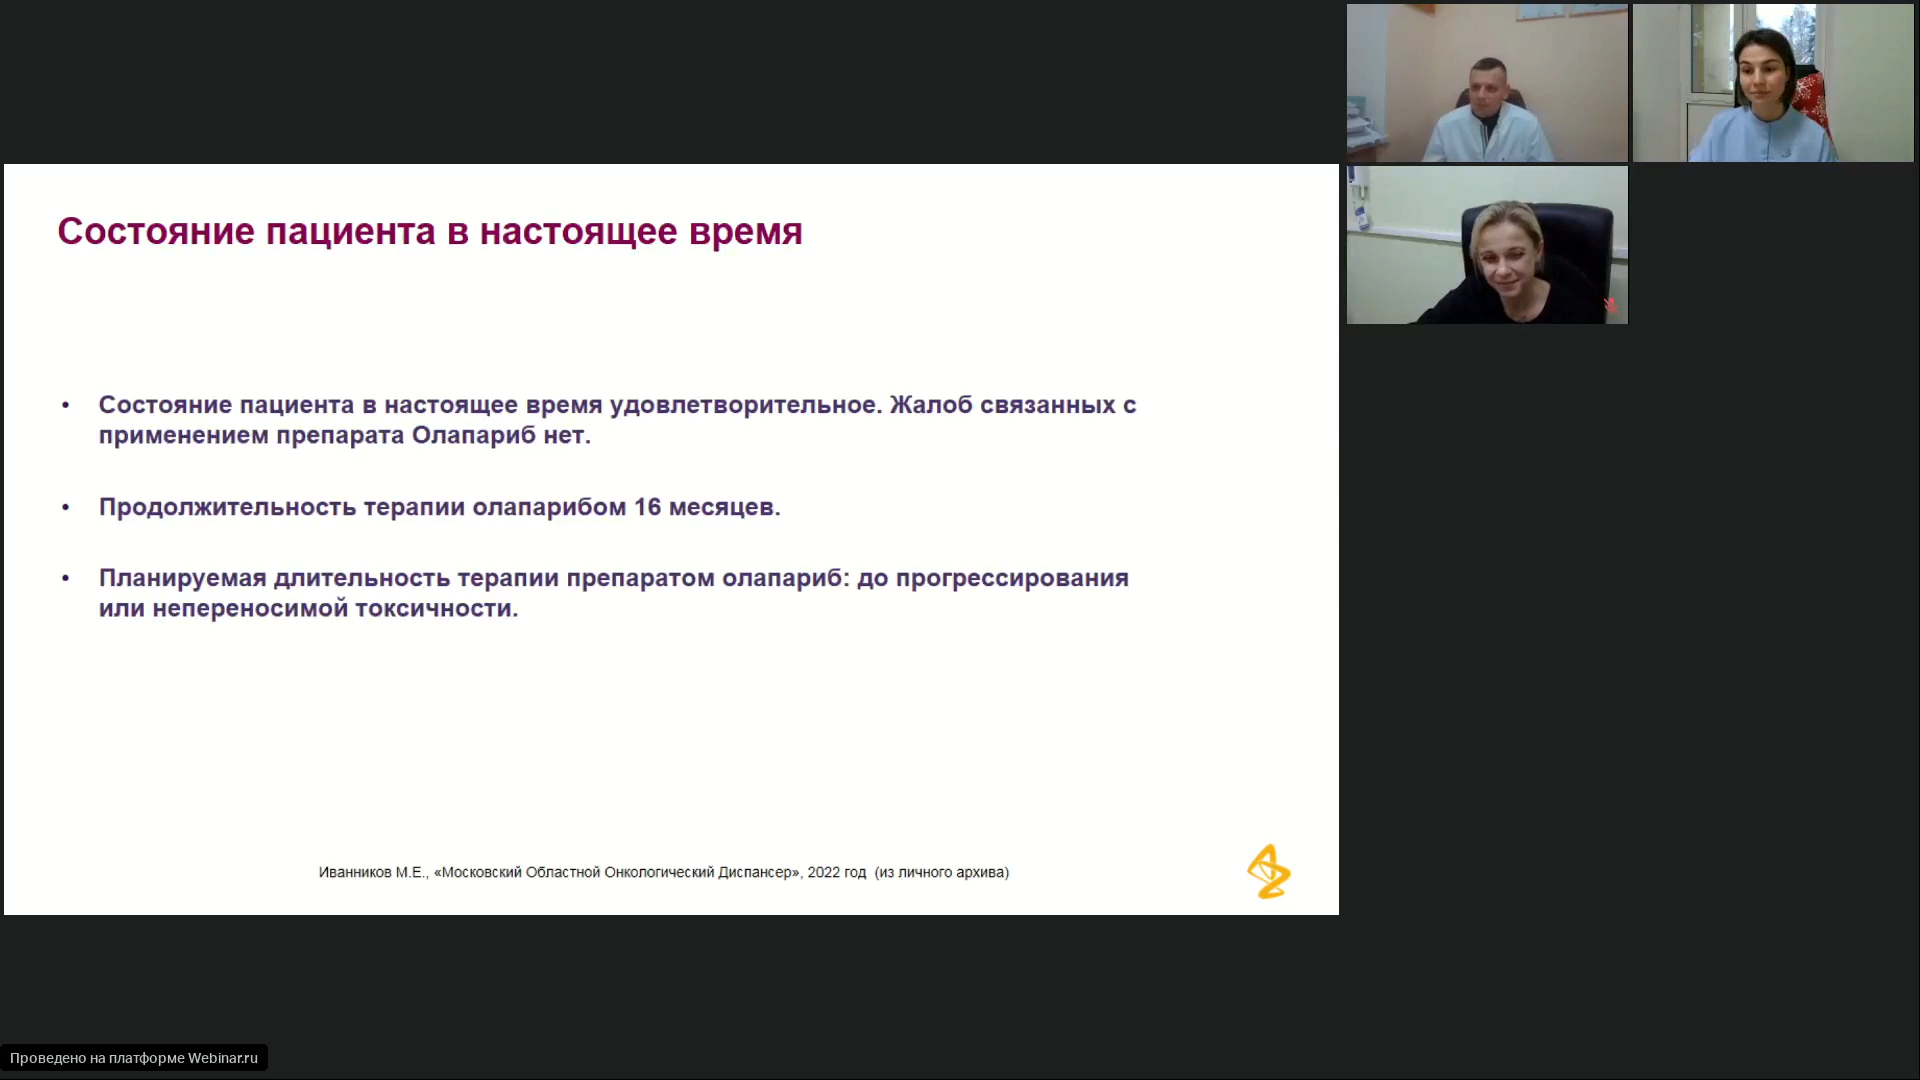 Состояние пациента в настоящее время
• Состояние пациента в настоящее время удовлетворительное. Жалоб связанных с
применением препарата Олапариб нет.
• Продолжительность терапии олапарибом 16 месяцев.
• Планируемая длительность терапии препаратом олапариб: до прогрессирования
или непереносимой токсичности.
Иванников М.Е., «Московский Областной Онкологический Диспансер», 2022 год (из личного архива)
Проведено на платформе Webinar.ru